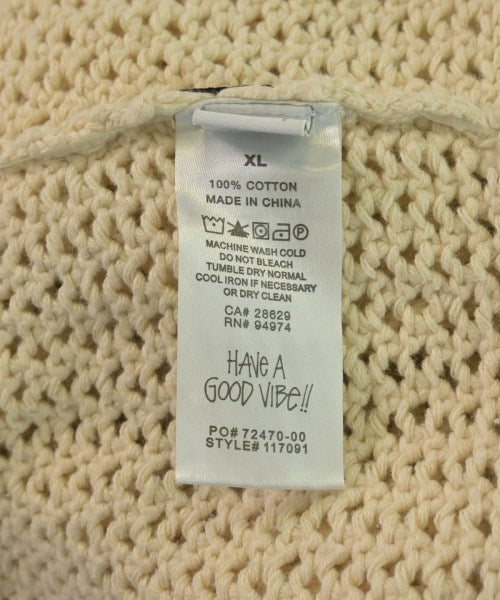 XL
100% COTTON
MADE IN CHINA
MACHINE WASH COLD
DO NOT BLEACH
TUMBLE DRY NORMAL
COOL IRON IF NECESSARY
OR DRY CLEAN
CA# 28629
RN# 94974
HAVE A
GOOD VIBE!!
PO# 72470-00
STYLE# 117091